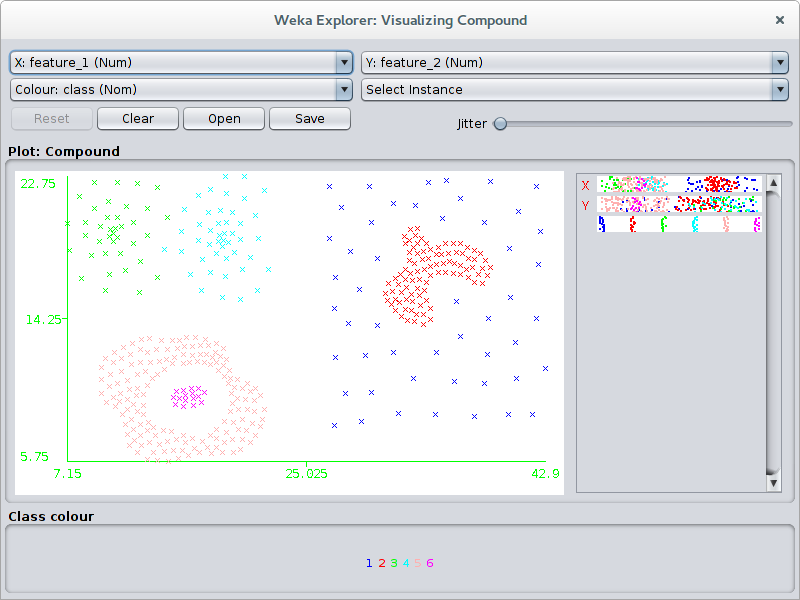 Weka Explorer: Visualizing Compound
X: feature_1 (Num) Y: feature_2 (Num)
Colour: class (Nom) Select Instance
Reset Clear Open Save Jitter
Plot: Compound
22.75
14.25
5.75
7.15 25.025 42.9
X
Y
Class colour
1 2 3 4 5 6